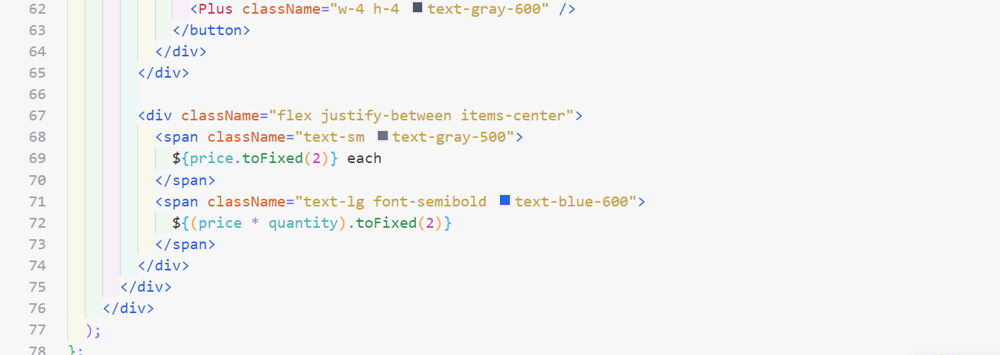 62 <Plus className="w-4 h-4 text-gray-600" />
63 </button>
64 </div>
65 </div>
66
67 <div className="flex justify-between items-center">
68 <span className="text-sm text-gray-500">
69 ${price.toFixed(2)} each
70 </span>
71 <span className="text-lg font-semibold text-blue-600">
72 ${(price * quantity).toFixed(2)}
73 </span>
74 </div>
75 </div>
76 </div>
77 );
78 };